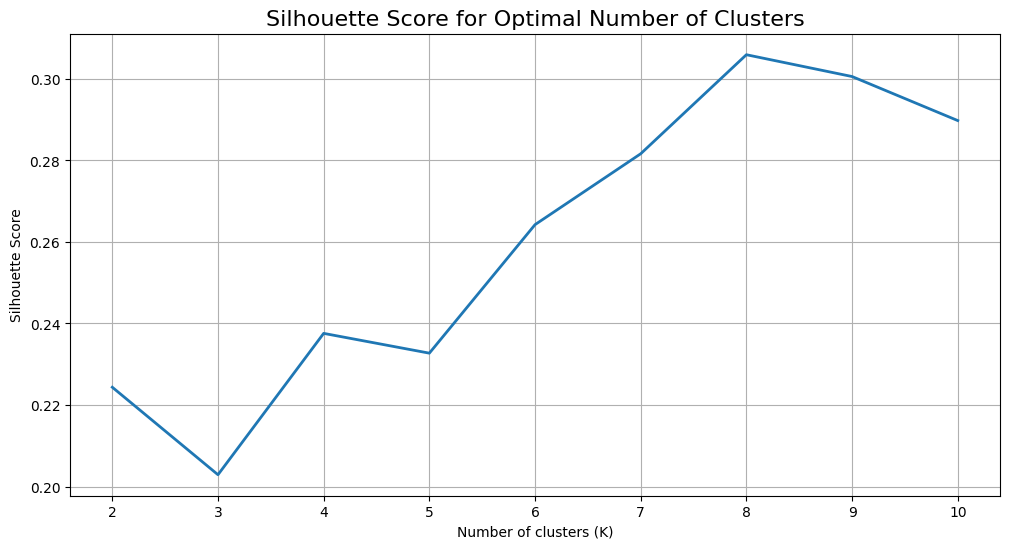 Silhouette Score for Optimal Number of Clusters
Silhouette Score
0.30
0.28
0.26
0.24
0.22
0.20
2 3 4 5 6 7 8 9 10
Number of clusters (K)